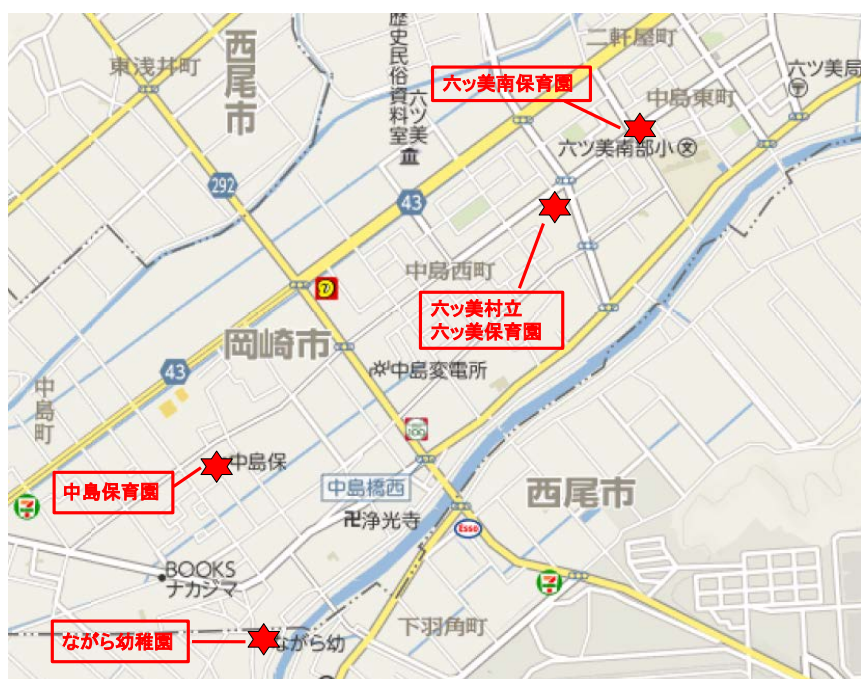 歴史民俗資料室
六ツ美
二軒屋町
西尾市
東浅井町
六ッ美南保育園
六ツ美局
中島東町
六ツ美南部小
文
292
43
中島西町
六ッ美村立
六ッ美保育園
岡崎市
43
中島変電所
中島町
中島保
中島保育園
中島橋西
西尾市
浄光寺
Esso
7
7
BOOKS
ナカジマ
下羽角町
ながら幼稚園
ながら幼